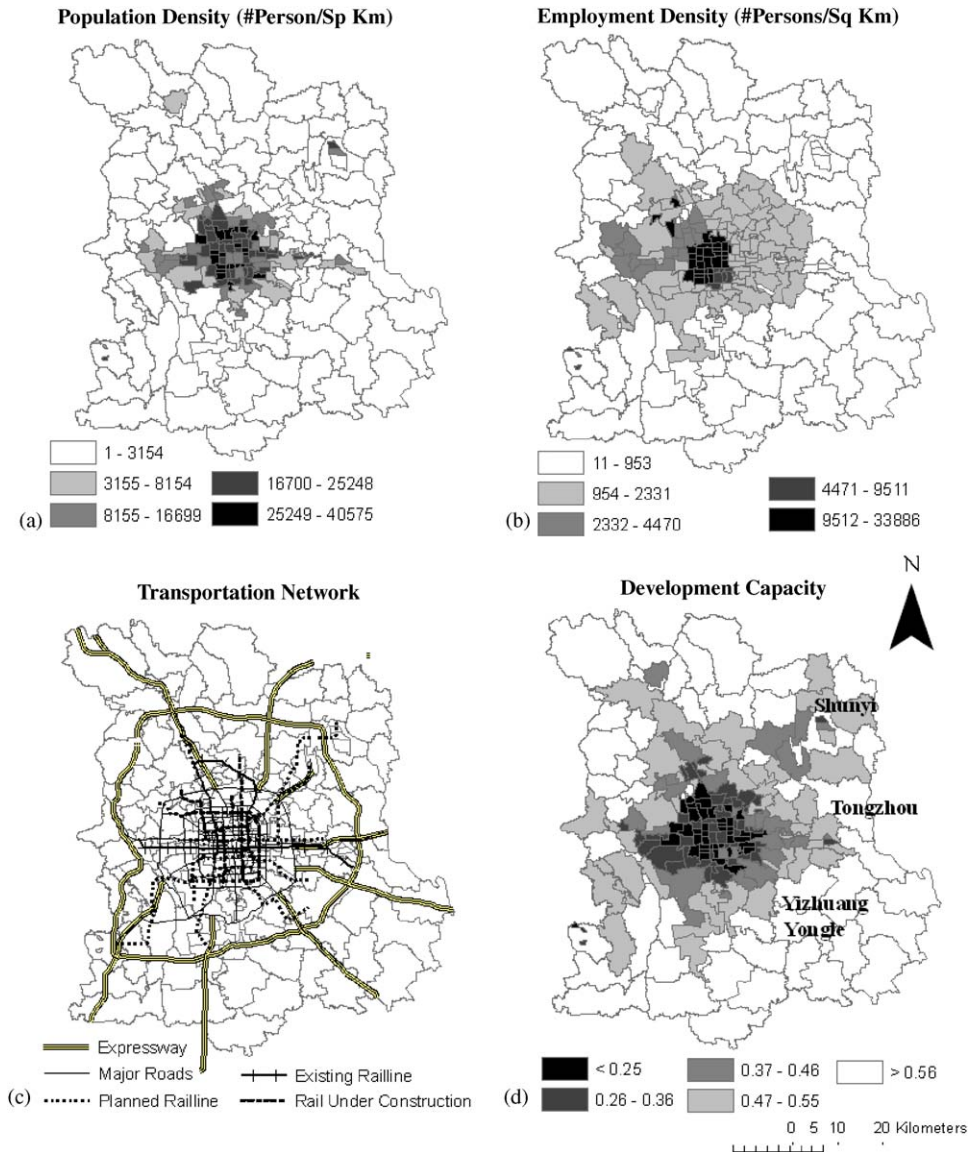 Population Density (#Person/Sp Km)
Employment Density (#Persons/Sq Km)
1 - 3154
3155 - 8154
8155 - 16699
16700 - 25248
25249 - 40575
(a)
11 - 953
954 - 2331
2332 - 4470
4471 - 9511
9512 - 33886
(b)
Transportation Network
Development Capacity
N
Shunyi
Tongzhou
Yizhuang
Yongle
Expressway
Major Roads
Existing Railline
Planned Railline
Rail Under Construction
(c)
< 0.25
0.26 - 0.36
0.37 - 0.46
0.47 - 0.55
> 0.56
(d)
0 5 10 20 Kilometers